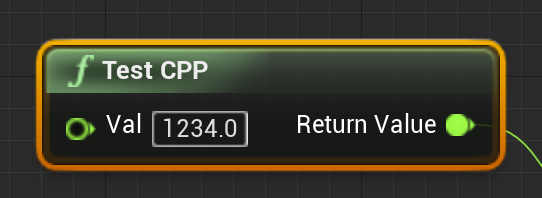 f Test CPP
Val 1234.0 Return Value